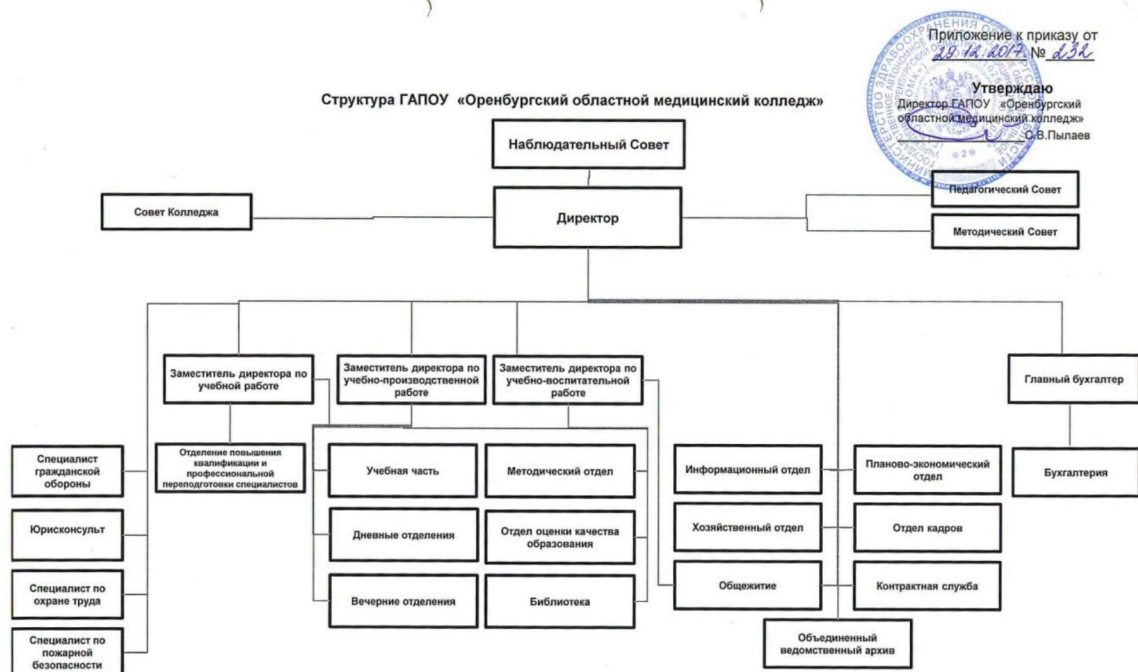 Приложение к приказу от
29.12.2017. № 232
Утверждаю
Директор ГАПОУ «Оренбургский
областной медицинский колледж»
С.В.Пылаев
Структура ГАПОУ «Оренбургский областной медицинский колледж»
Наблюдательный Совет
Совет Колледжа
Директор
Педагогический Совет
Методический Совет
Заместитель директора по
учебной работе
Заместитель директора по
учебно-производственной
работе
Заместитель директора по
учебно-воспитательной
работе
Главный бухгалтер
Специалист
гражданской
обороны
Отделение повышения
квалификации и
профессиональной
переподготовки специалистов
Учебная часть
Методический отдел
Информационный отдел
Планово-экономический
отдел
Бухгалтерия
Юрисконсульт
Дневные отделения
Отдел оценки качества
образования
Хозяйственный отдел
Отдел кадров
Специалист по
охране труда
Вечерние отделения
Библиотека
Общежитие
Контрактная служба
Специалист по
пожарной
безопасности
Объединенный
ведомственный архив